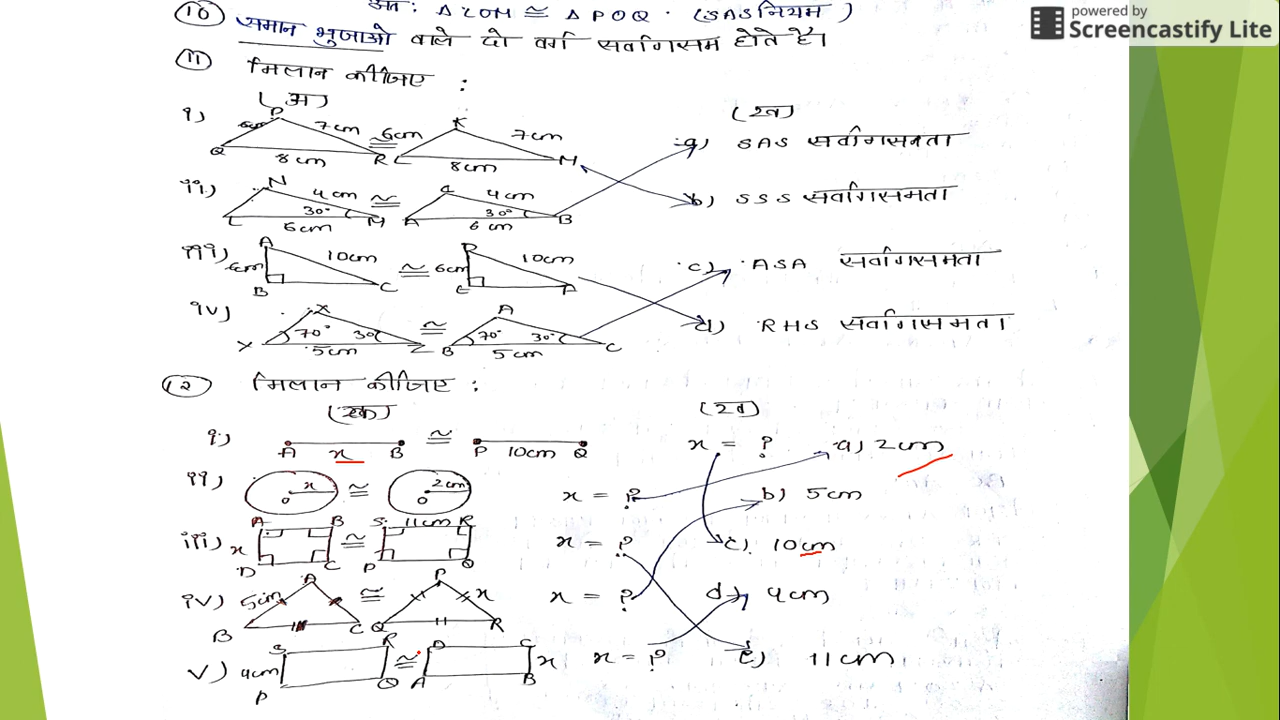 powered by
Screencastify Lite
अतः ΔLOM ≅ ΔPOQ. (SAS नियम)
10 समान भुजाओ वाले दो वर्ग सर्वांगसम होते है।
11 मिलान कीजिए :
(अ) (ख)
i) P 6cm 7cm Q 8cm R ≅ 6cm K 7cm L 8cm M a) SAS सर्वांगसमता
ii) N 4cm 30° L 6cm M ≅ C 4cm 30° A 6cm B b) SSS सर्वांगसमता
iii) A 6cm 10cm B C ≅ 6cm 10cm E c) ASA सर्वांगसमता
iv) X 70° 30° Y 5cm Z ≅ A 70° 30° B 5cm C d) RHS सर्वांगसमता
12 मिलान कीजिए :
(क) (ख)
i) A x B ≅ P 10cm Q x = ? a) 2cm
ii) O x ≅ O 2cm x = ? b) 5cm
iii) A B x D C ≅ S 11cm R P Q x = ? c) 10cm
iv) 5cm A B C ≅ P x Q R x = ? d) 4cm
v) 4cm S R P Q ≅ D C A B x x = ? e) 11cm